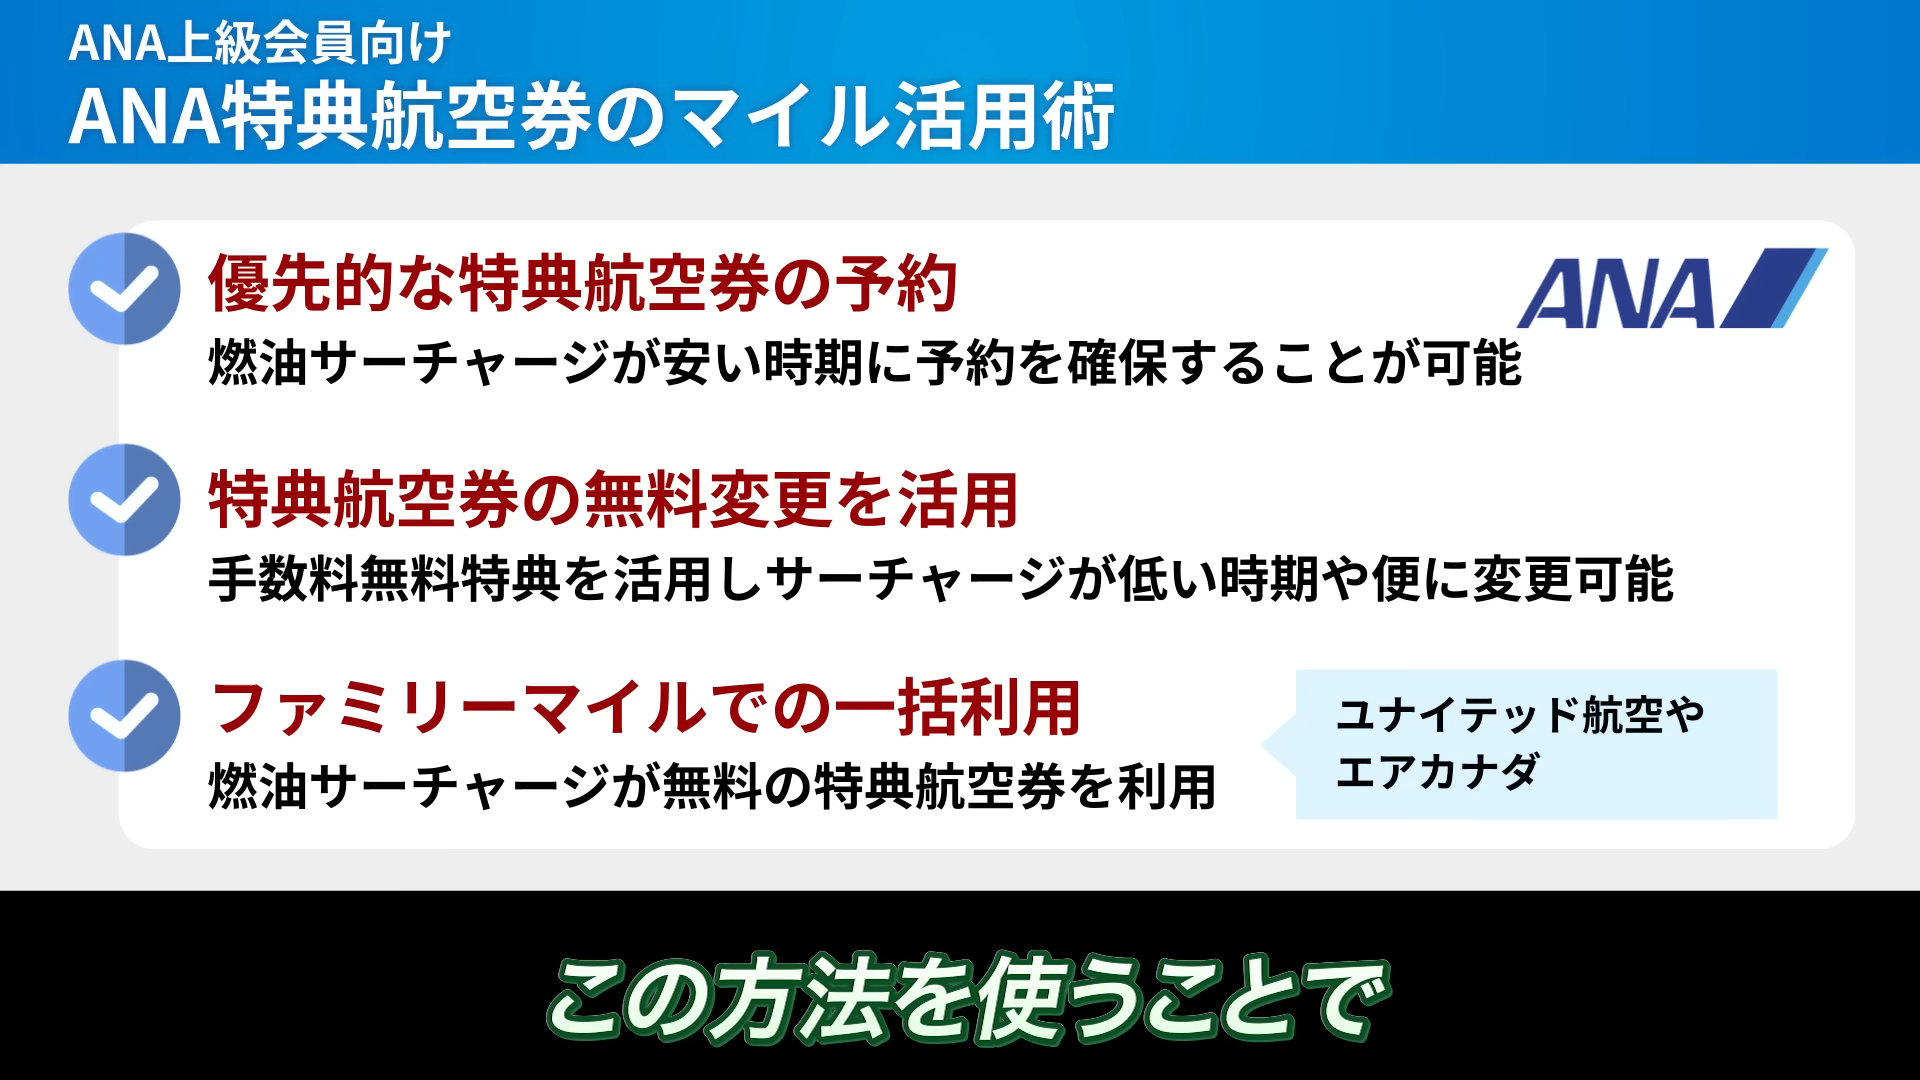 ANA上級会員向け
ANA特典航空券のマイル活用術
優先的な特典航空券の予約
ANA
燃油サーチャージが安い時期に予約を確保することが可能
特典航空券の無料変更を活用
手数料無料特典を活用しサーチャージが低い時期や便に変更可能
ファミリーマイルでの一括利用
燃油サーチャージが無料の特典航空券を利用
ユナイテッド航空や
エアカナダ
この方法を使うことで